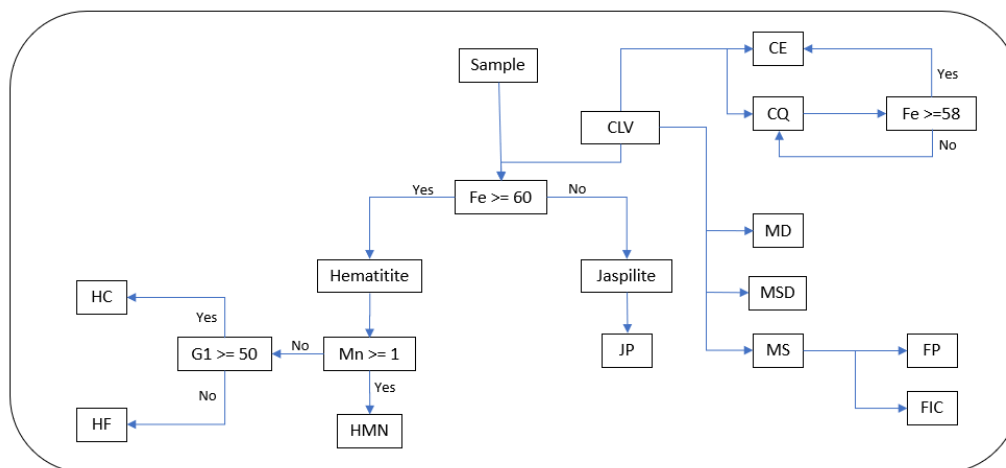 Sample
CE
Yes
CLV
CQ
Fe >=58
No
Yes
Fe >= 60
No
MD
Hematitite
Jaspilite
HC
MSD
Yes
G1 >= 50
No
Mn >= 1
JP
MS
FP
No
Yes
HF
HMN
FIC